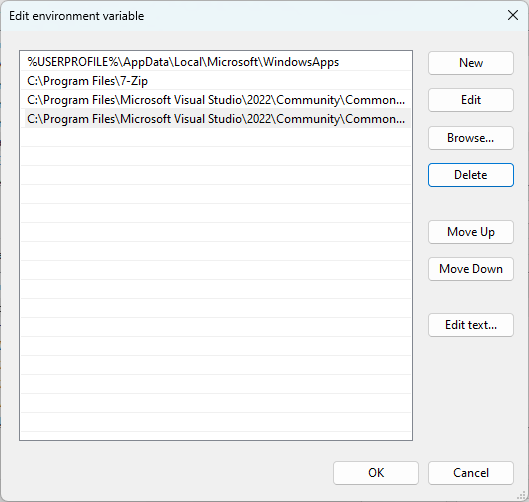 Edit environment variable
%USERPROFILE%\AppData\Local\Microsoft\WindowsApps
C:\Program Files\7-Zip
C:\Program Files\Microsoft Visual Studio\2022\Community\Common...
C:\Program Files\Microsoft Visual Studio\2022\Community\Common...
New
Edit
Browse...
Delete
Move Up
Move Down
Edit text...
OK
Cancel